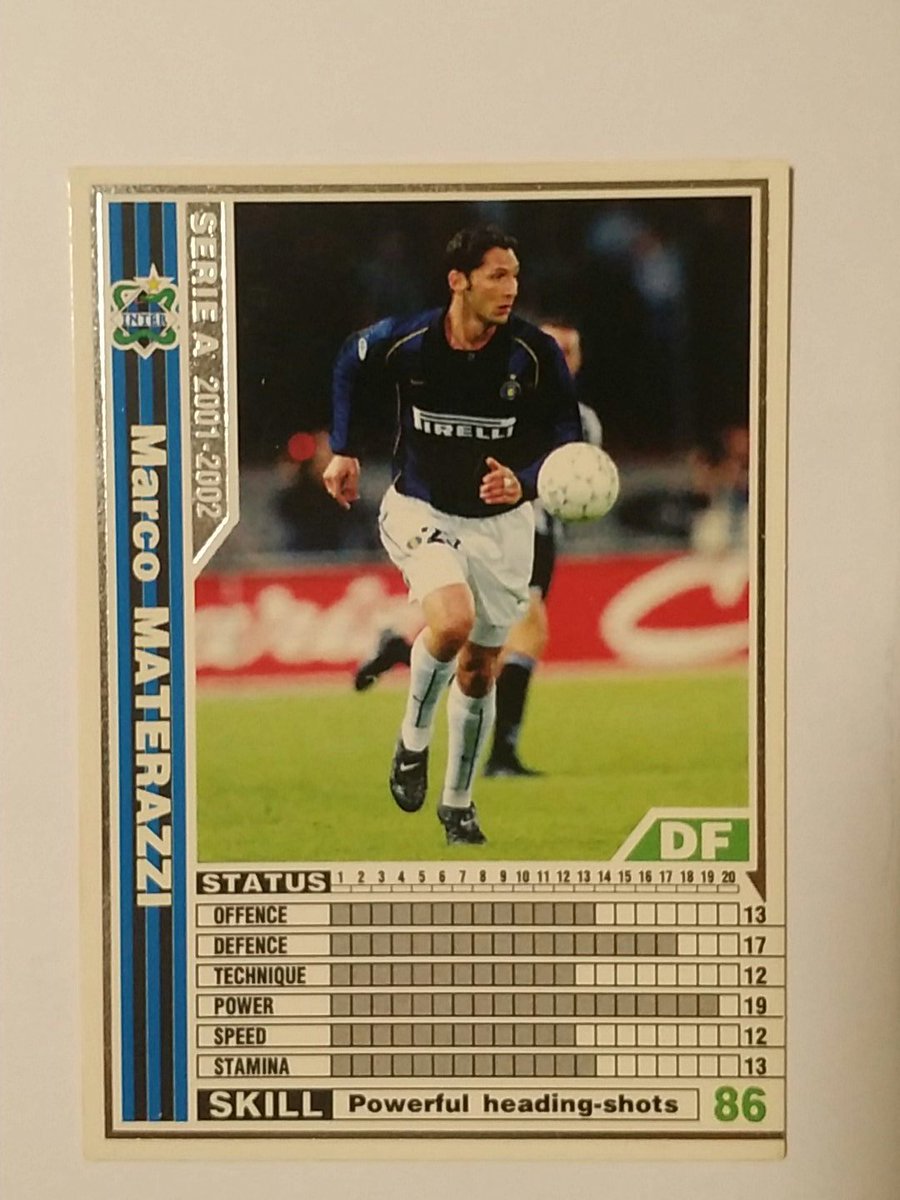 SERIE A 2001-2002
INTER
Marco MATERAZZI
PIRELLI
DF
STATUS 1 2 3 4 5 6 7 8 9 10 11 12 13 14 15 16 17 18 19 20
OFFENCE 13
DEFENCE 17
TECHNIQUE 12
POWER 19
SPEED 12
STAMINA 13
SKILL Powerful heading-shots 86